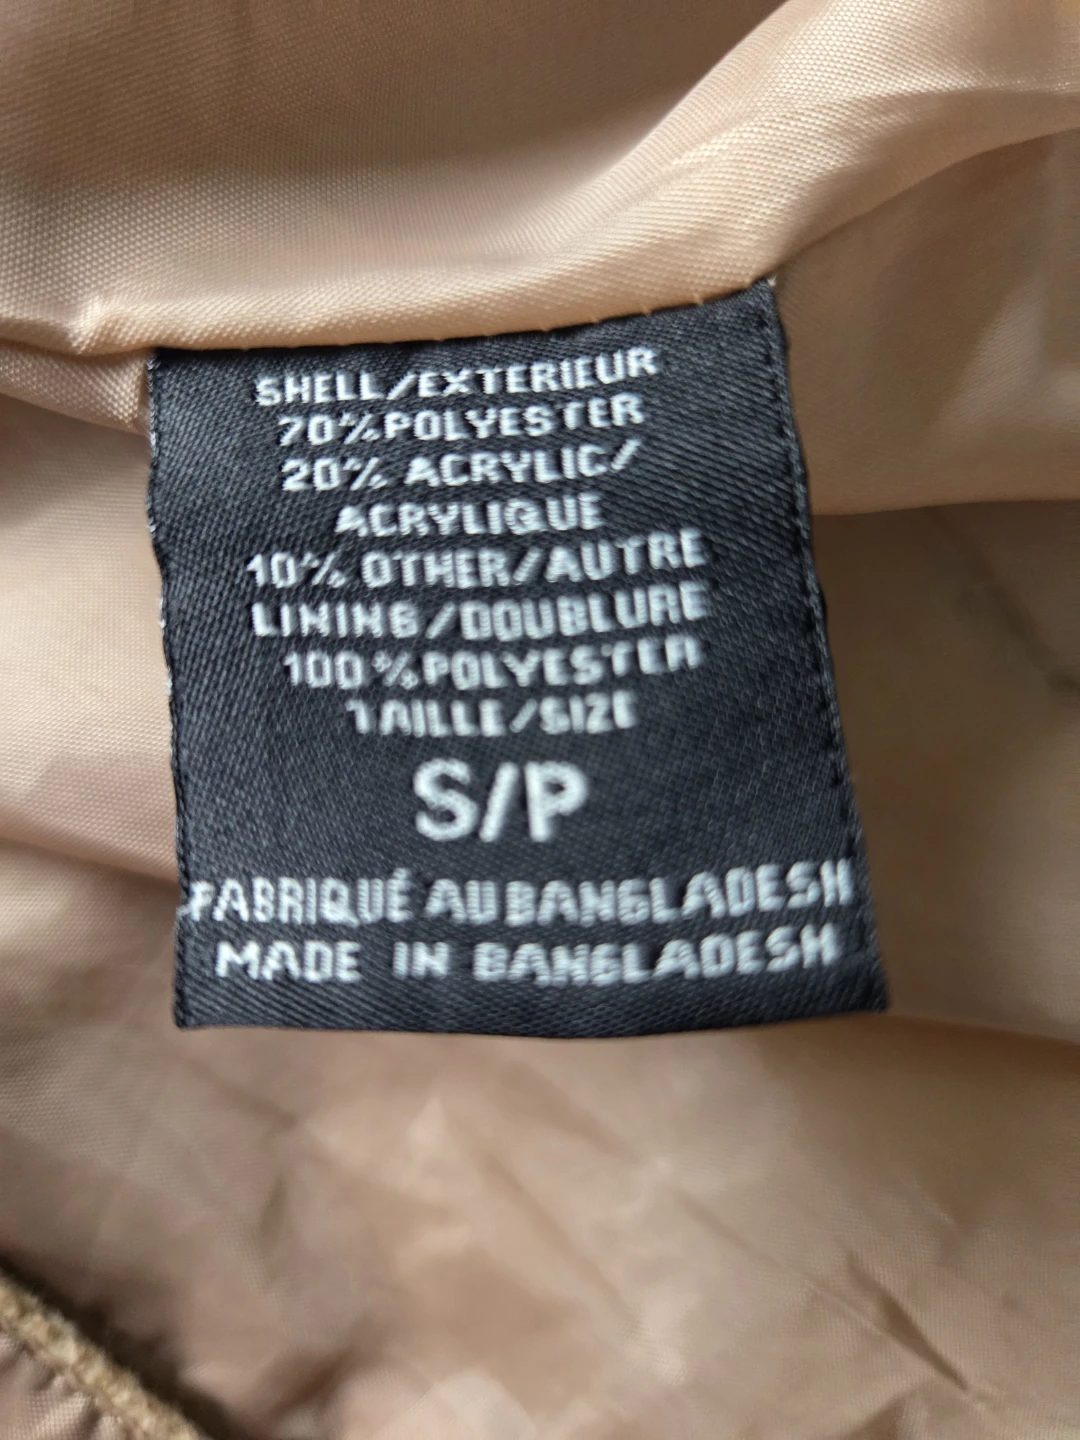 SHELL/EXTERIEUR
70%POLYESTER
20% ACRYLIC/
ACRYLIQUE
10% OTHER/AUTRE
LINING/DOUBLURE
100%POLYESTER
TAILLE/SIZE
S/P
FABRIQUÉ AU BANGLADESH
MADE IN BANGLADESH